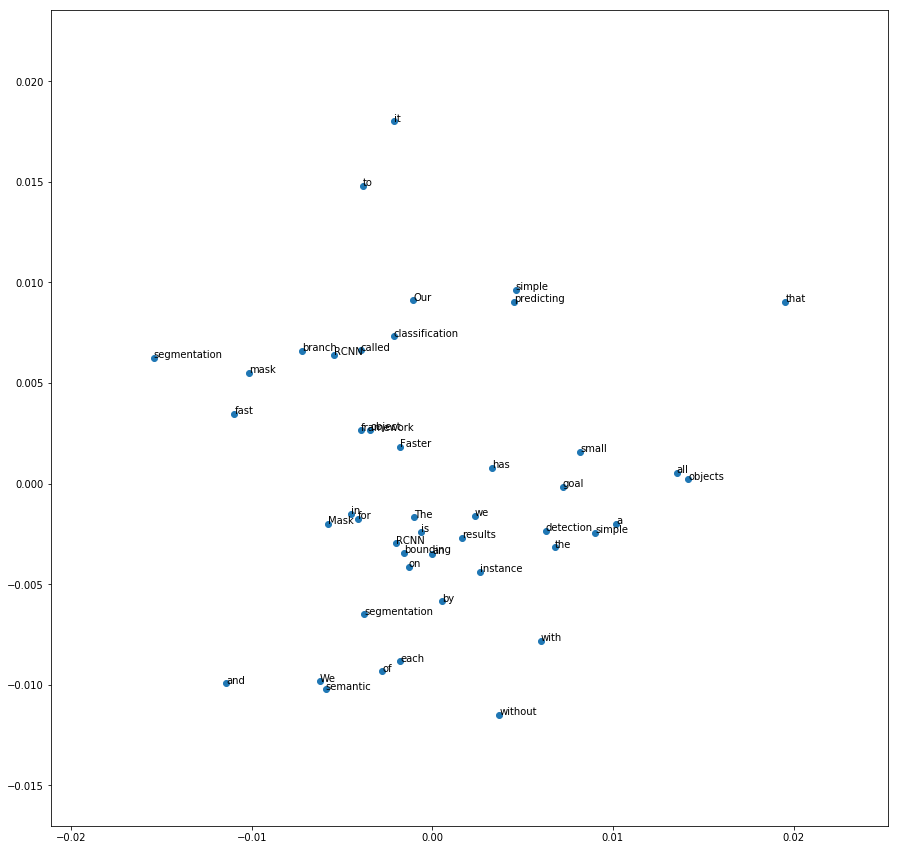 0.020
it
0.015
to
0.010
simple
Our
predicting
that
classification
branch
RCNN
called
segmentation
0.005
mask
fast
framework
object
Faster
small
has
all
objects
0.000
goal
in
for
The
we
Mask
a
is
detection
simple
results
RCNN
the
bounding
an
on
instance
−0.005
by
segmentation
with
each
of
We
and
semantic
−0.010
without
−0.015
−0.02
−0.01
0.00
0.01
0.02